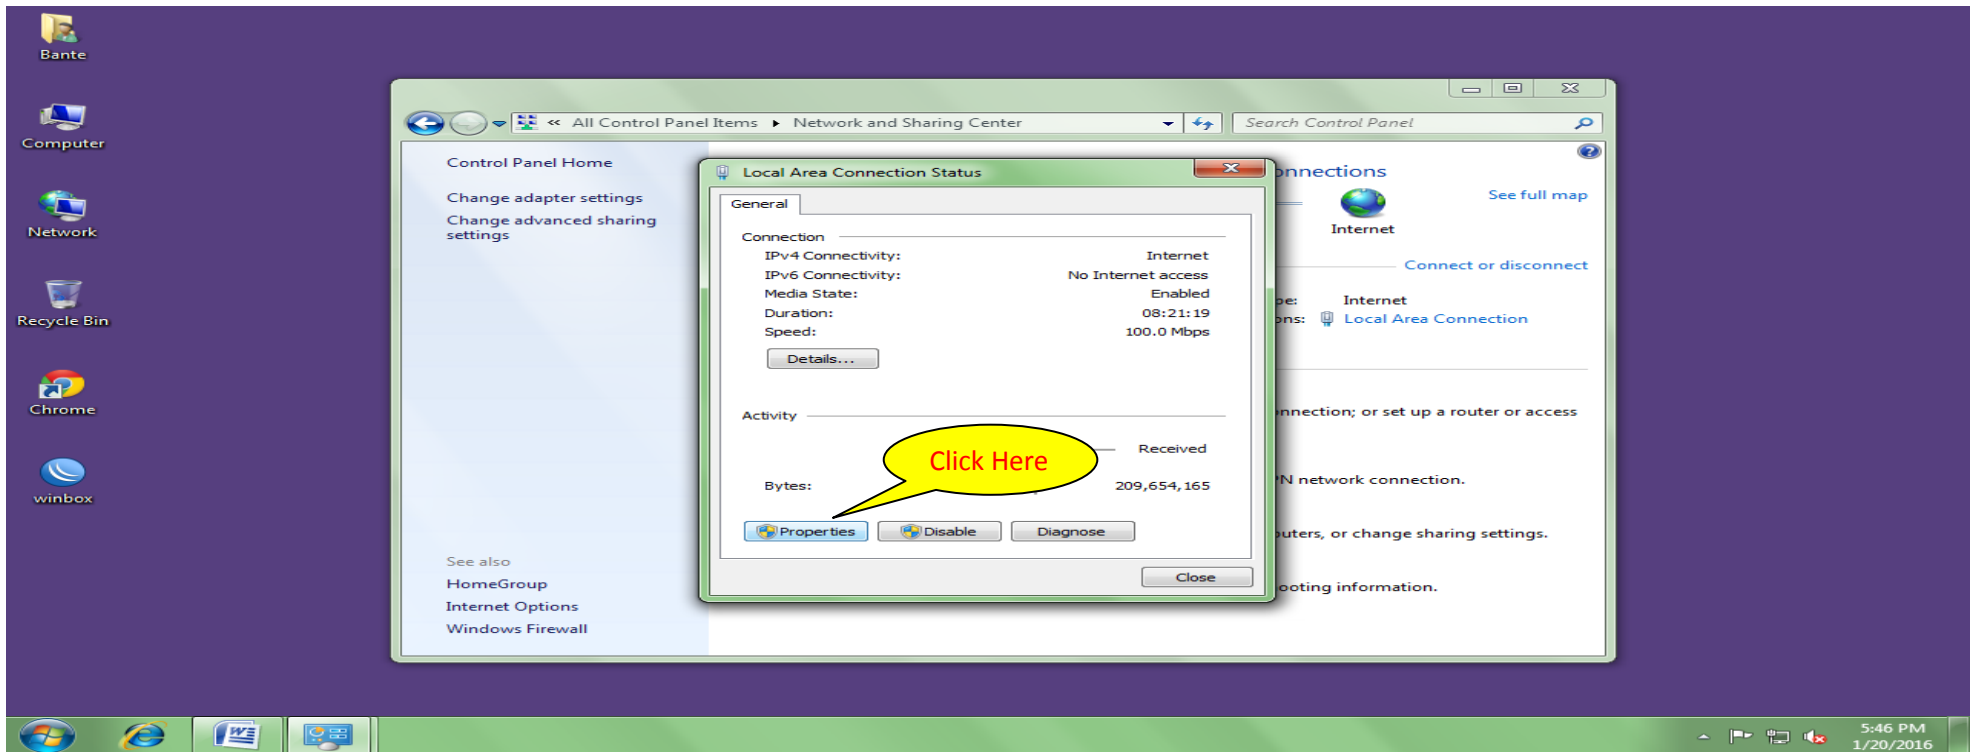 Bante
Computer
Network
Recycle Bin
Chrome
winbox
« All Control Panel Items ▸ Network and Sharing Center
Search Control Panel
Control Panel Home
Change adapter settings
Change advanced sharing
settings
See also
HomeGroup
Internet Options
Windows Firewall
Local Area Connection Status
General
Connection
IPv4 Connectivity: Internet
IPv6 Connectivity: No Internet access
Media State: Enabled
Duration: 08:21:19
Speed: 100.0 Mbps
Details...
Activity
Received
Click Here
Bytes: 209,654,165
Properties Disable Diagnose
Close
onnections
See full map
Internet
Connect or disconnect
pe: Internet
ons: Local Area Connection
nnection; or set up a router or access
PN network connection.
outers, or change sharing settings.
ooting information.
5:46 PM
1/20/2016